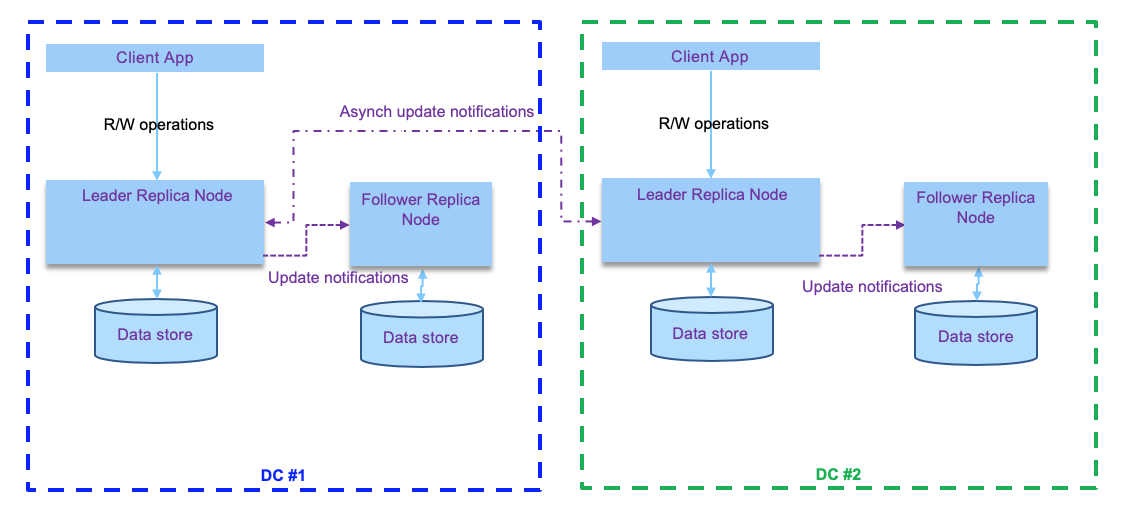 Client App
R/W operations
Leader Replica Node
Follower Replica
Node
Update notifications
Data store
Data store
DC #1
Asynch update notifications
Client App
R/W operations
Leader Replica Node
Follower Replica
Node
Update notifications
Data store
Data store
DC #2